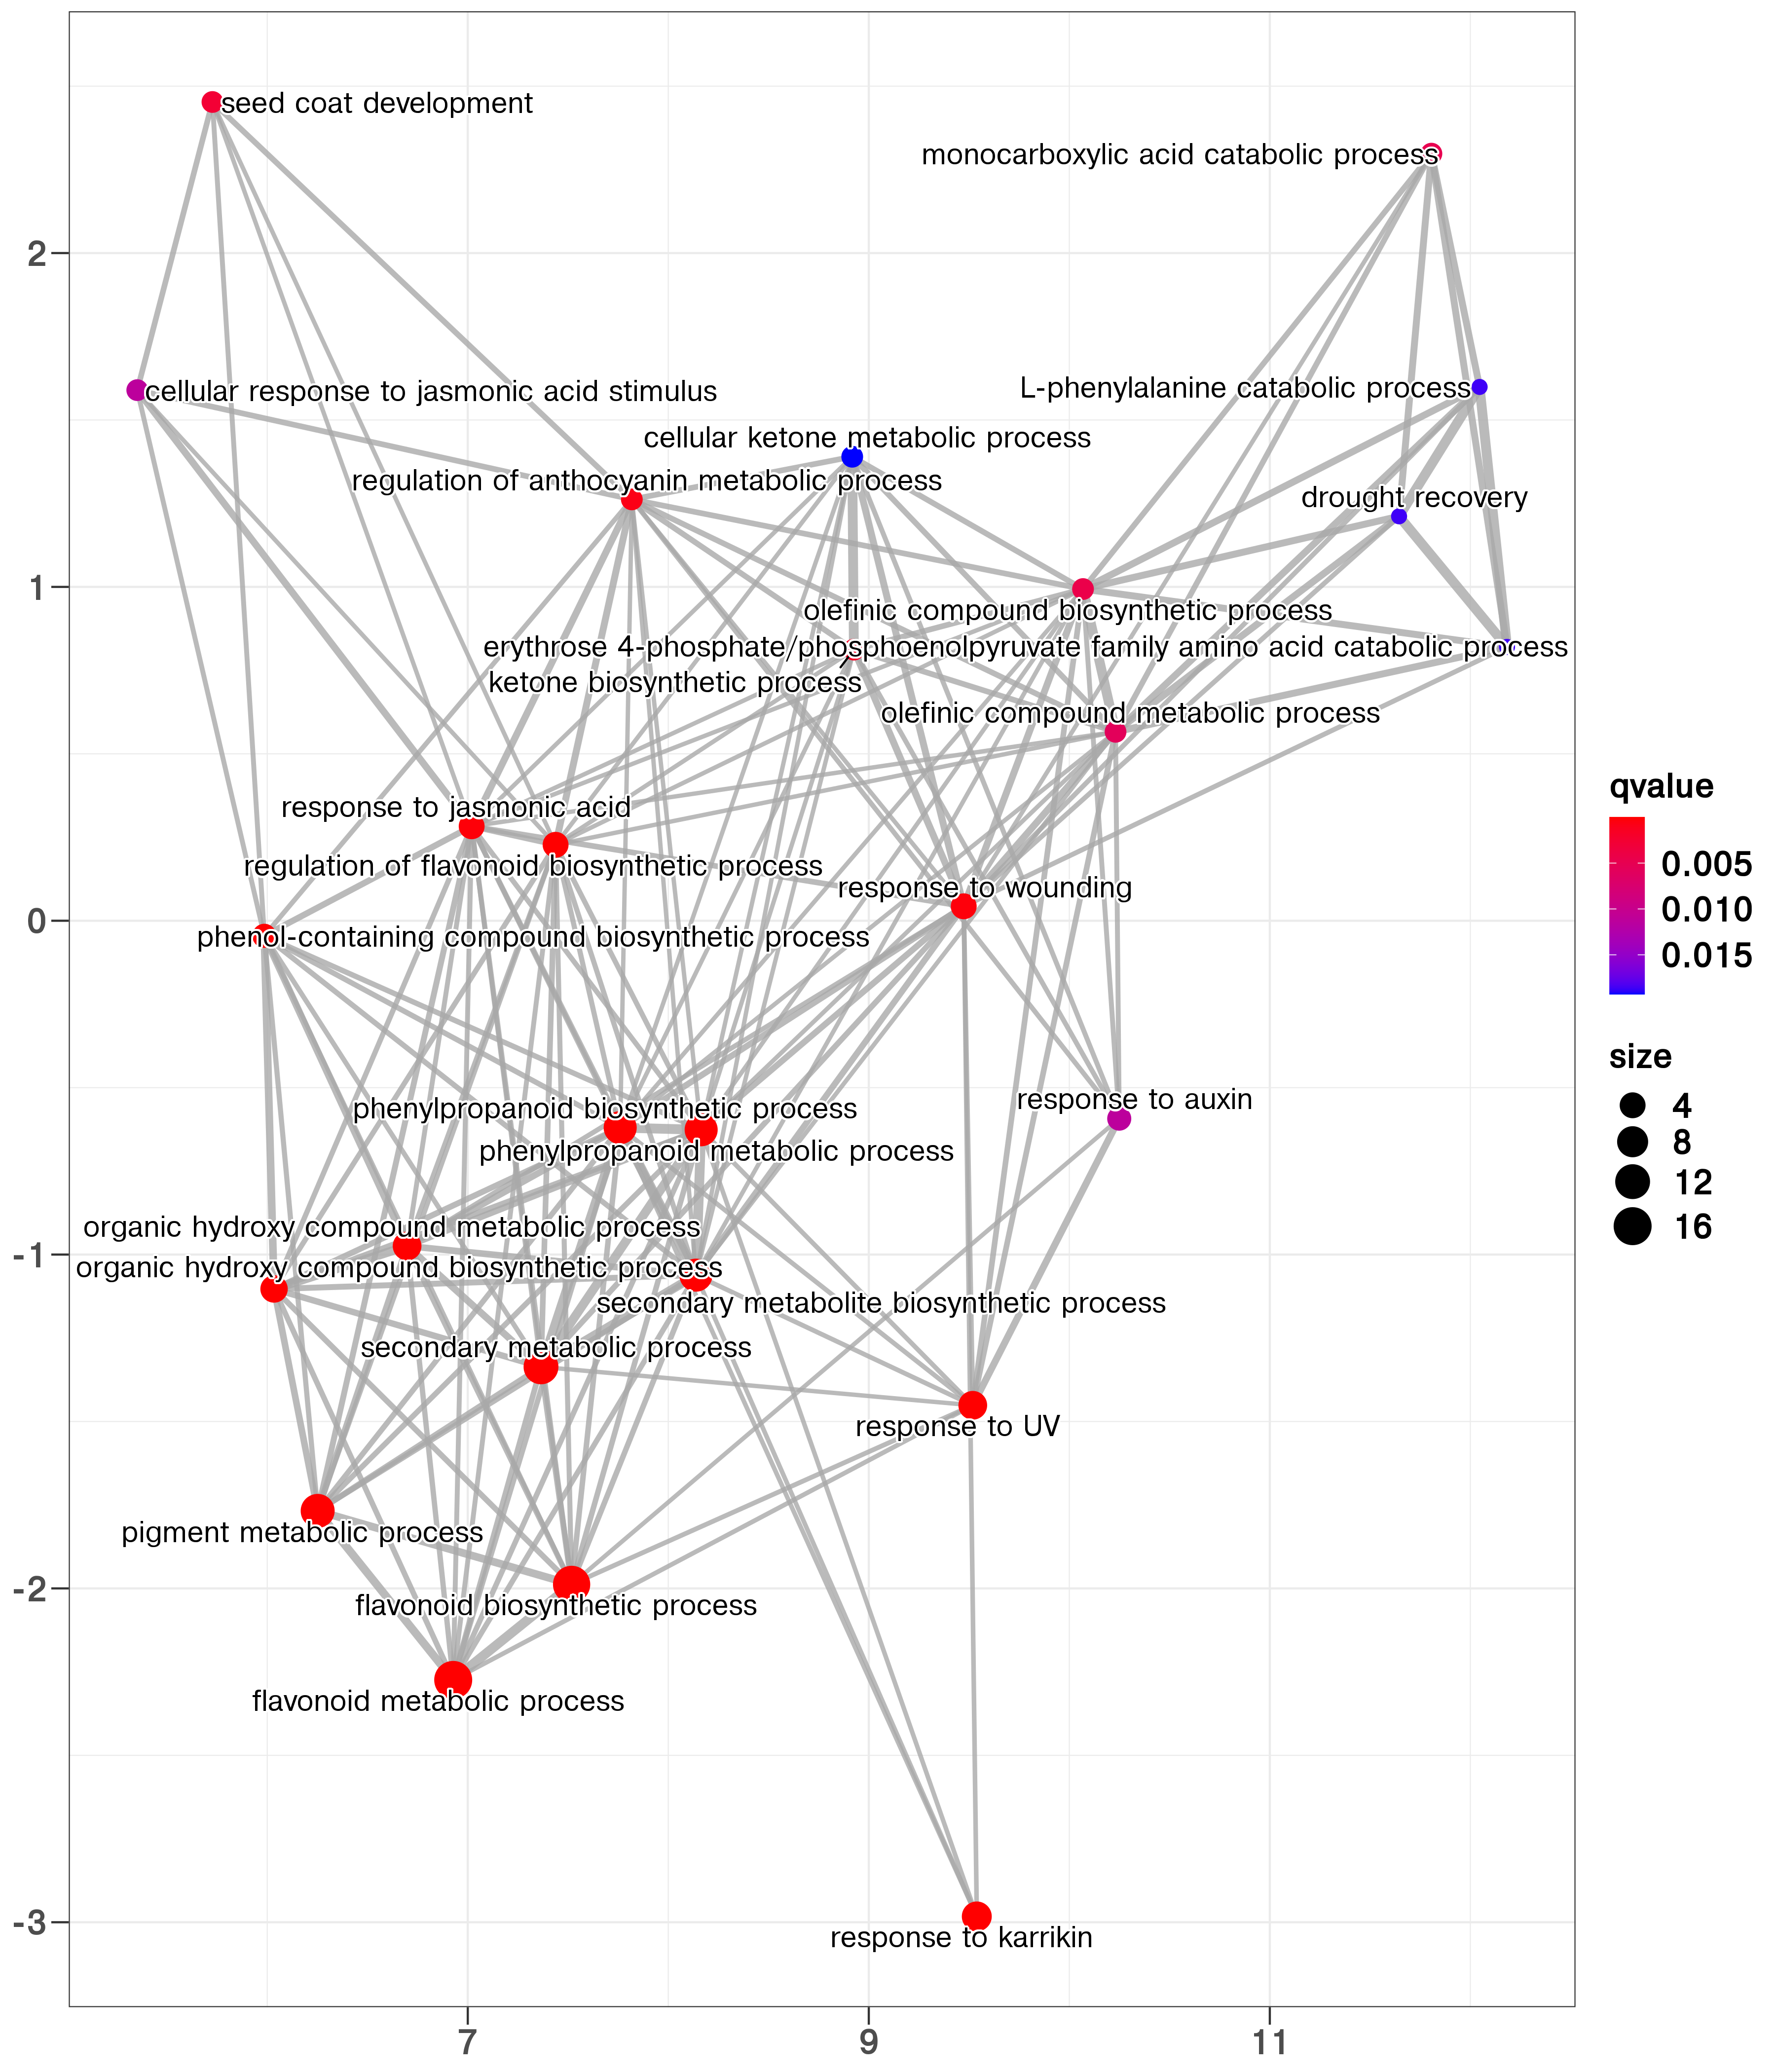 seed coat development
monocarboxylic acid catabolic process
2
cellular response to jasmonic acid stimulus
L-phenylalanine catabolic process
cellular ketone metabolic process
regulation of anthocyanin metabolic process
drought recovery
1
olefinic compound biosynthetic process
erythrose 4-phosphate/phosphoenolpyruvate family amino acid catabolic process
ketone biosynthetic process
olefinic compound metabolic process
response to jasmonic acid
regulation of flavonoid biosynthetic process
response to wounding
0
phenol-containing compound biosynthetic process
phenylpropanoid biosynthetic process
response to auxin
phenylpropanoid metabolic process
organic hydroxy compound metabolic process
-1
organic hydroxy compound biosynthetic process
secondary metabolite biosynthetic process
secondary metabolic process
response to UV
pigment metabolic process
-2
flavonoid biosynthetic process
flavonoid metabolic process
-3
response to karrikin
7 9 11
qvalue
0.005
0.010
0.015
size
4
8
12
16